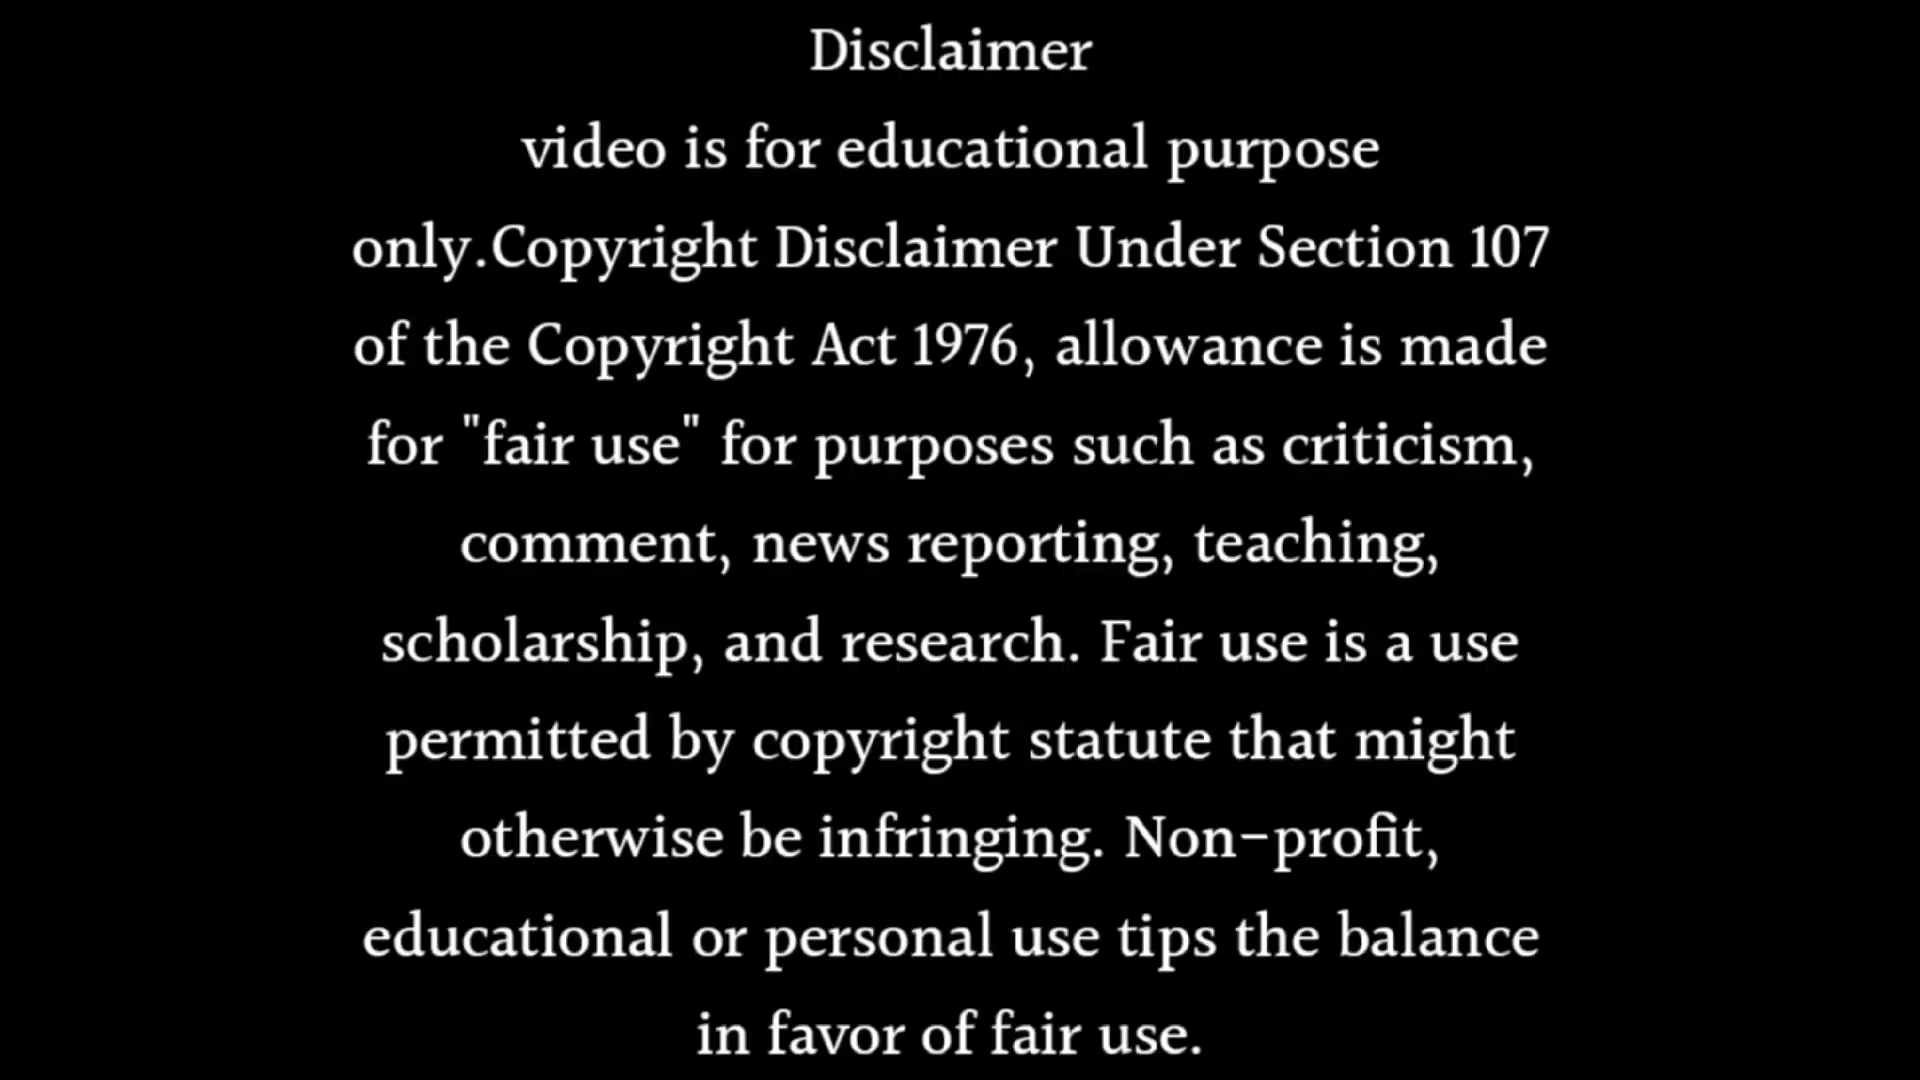 Disclaimer
video is for educational purpose
only.Copyright Disclaimer Under Section 107
of the Copyright Act 1976, allowance is made
for "fair use" for purposes such as criticism,
comment, news reporting, teaching,
scholarship, and research. Fair use is a use
permitted by copyright statute that might
otherwise be infringing. Non-profit,
educational or personal use tips the balance
in favor of fair use.